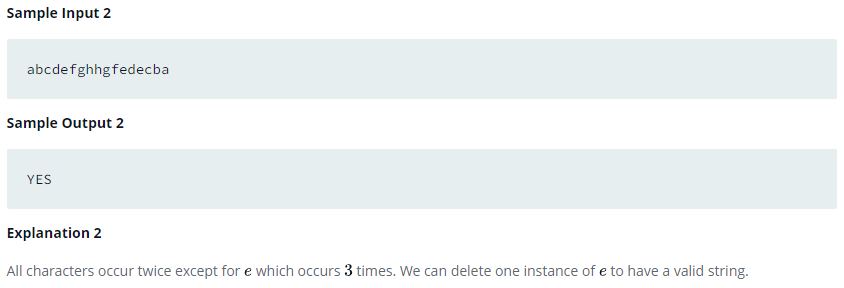 Sample Input 2
abcdefghhgfedecba
Sample Output 2
YES
Explanation 2
All characters occur twice except for e which occurs 3 times. We can delete one instance of e to have a valid string.